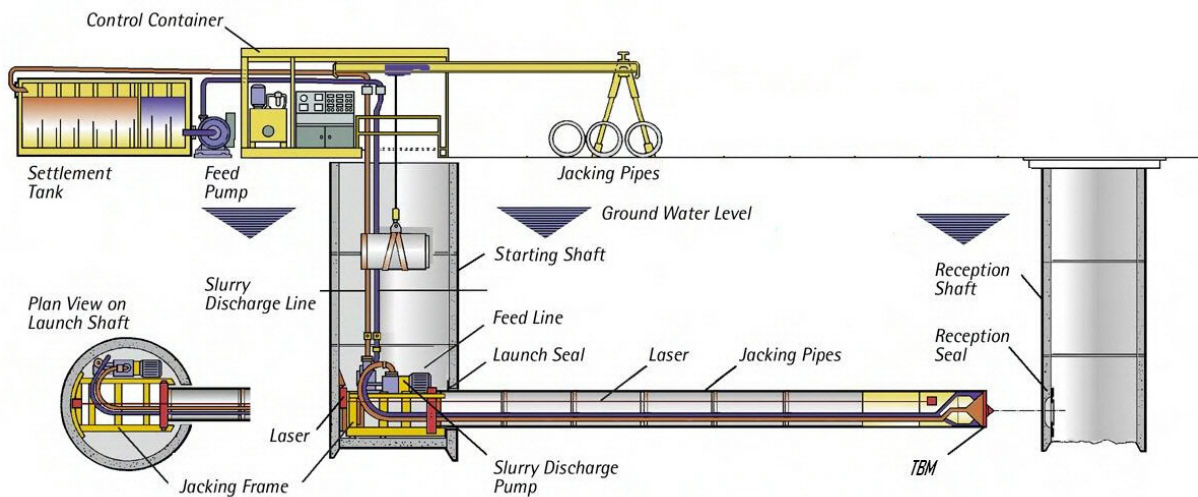 Control Container
Settlement
Tank
Feed
Pump
Jacking Pipes
Ground Water Level
Starting Shaft
Slurry
Discharge Line
Plan View on
Launch Shaft
Feed Line
Launch Seal
Laser
Jacking Pipes
Reception
Shaft
Reception
Seal
Laser
Jacking Frame
Slurry Discharge
Pump
TBM